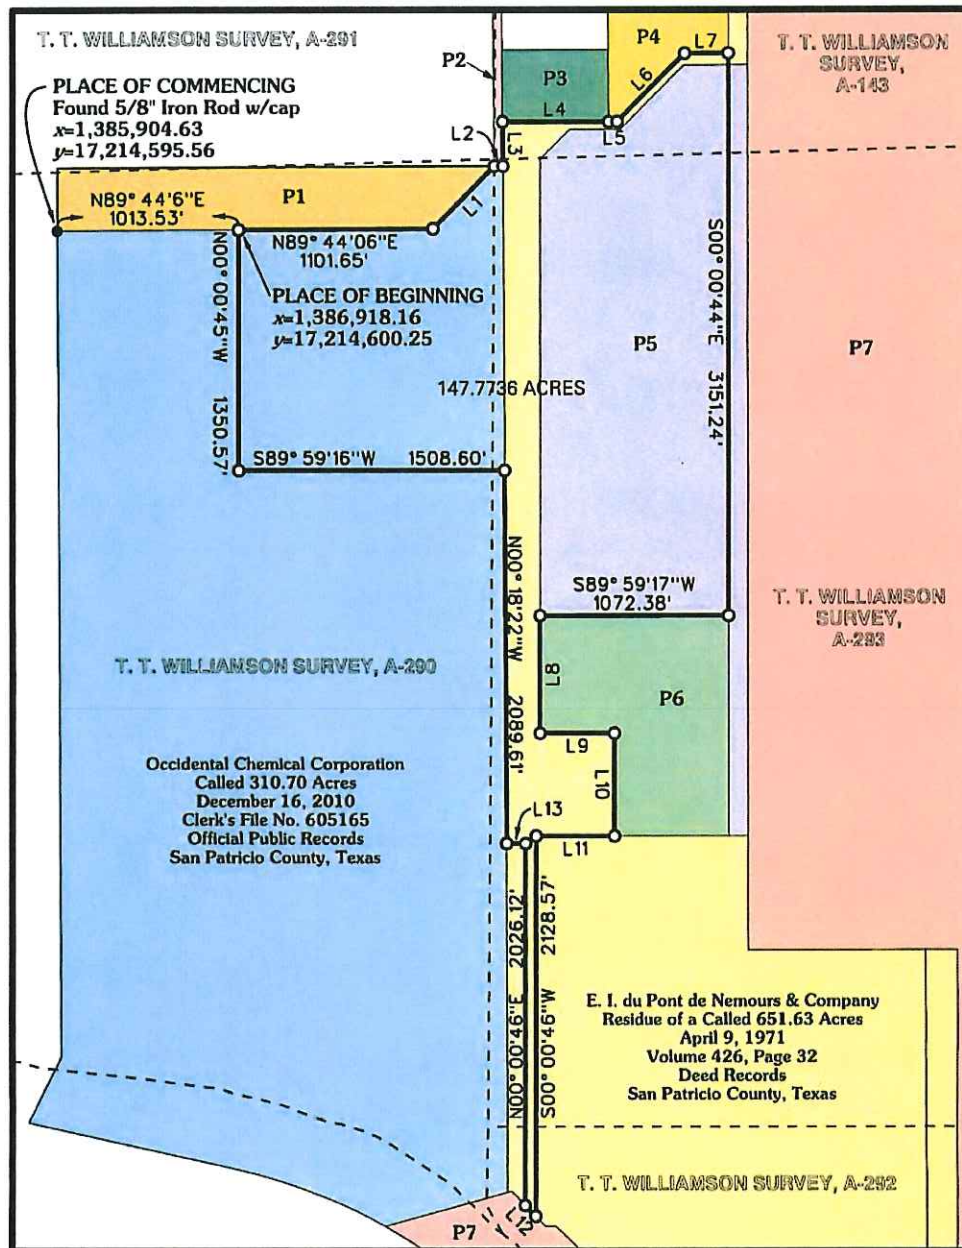 T. T. WILLIAMSON SURVEY, A-291
P2
P3
P4
L7
T. T. WILLIAMSON
SURVEY,
A-143
PLACE OF COMMENCING
Found 5/8" Iron Rod w/cap
x=1,385,904.63
y=17,214,595.56
L6
L4
L5
L2
L3
N89° 44'6"E
1013.53'
P1
L1
N89° 44'06"E
1101.65'
PLACE OF BEGINNING
x=1,386,918.16
y=17,214,600.25
N00° 00'45"W 1350.57'
S00° 00'44"E 3151.24'
P5
P7
147.7736 ACRES
S89° 59'16"W 1508.60'
N00° 18'22"W 2089.61'
S89° 59'17"W
1072.38'
T. T. WILLIAMSON
SURVEY,
A-293
T. T. WILLIAMSON SURVEY, A-290
L8
P6
L9
L10
Occidental Chemical Corporation
Called 310.70 Acres
December 16, 2010
Clerk's File No. 605165
Official Public Records
San Patricio County, Texas
L13
L11
N00° 00'46"E 2026.12'
S00° 00'46"W 2128.57'
E. I. du Pont de Nemours & Company
Residue of a Called 651.63 Acres
April 9, 1971
Volume 426, Page 32
Deed Records
San Patricio County, Texas
T. T. WILLIAMSON SURVEY, A-292
L12
P7